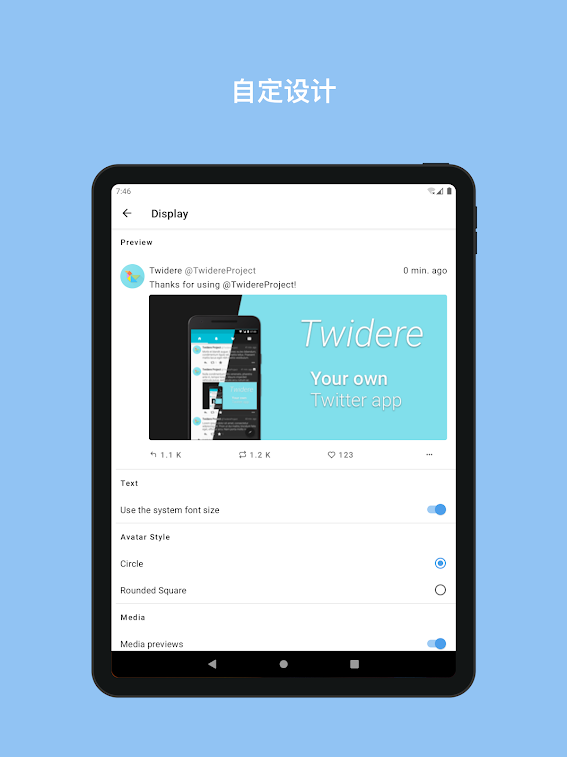 自定设计
7:46
Display
Preview
Twidere @TwidereProject 0 min. ago
Thanks for using @TwidereProject!
Twidere
Your own
Twitter app
1.1 K 1.2 K 123
Text
Use the system font size
Avatar Style
Circle
Rounded Square
Media
Media previews